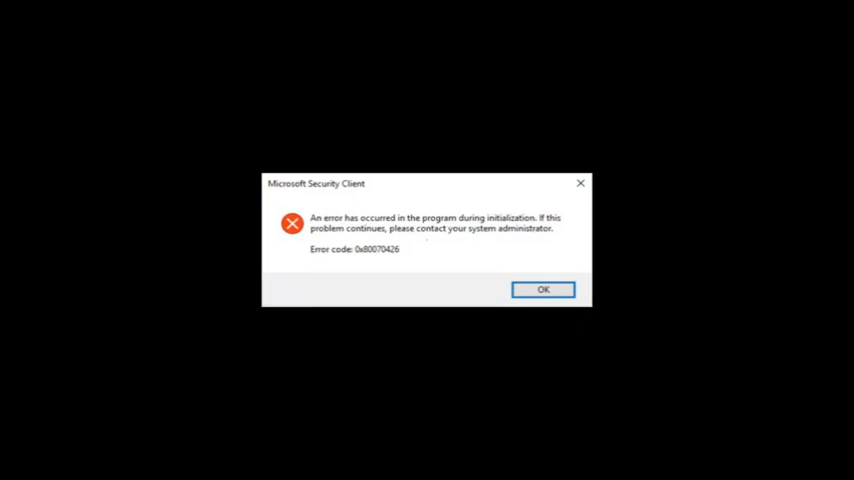 Microsoft Security Client
An error has occurred in the program during initialization. If this
problem continues, please contact your system administrator.
Error code: 0x80070426
OK